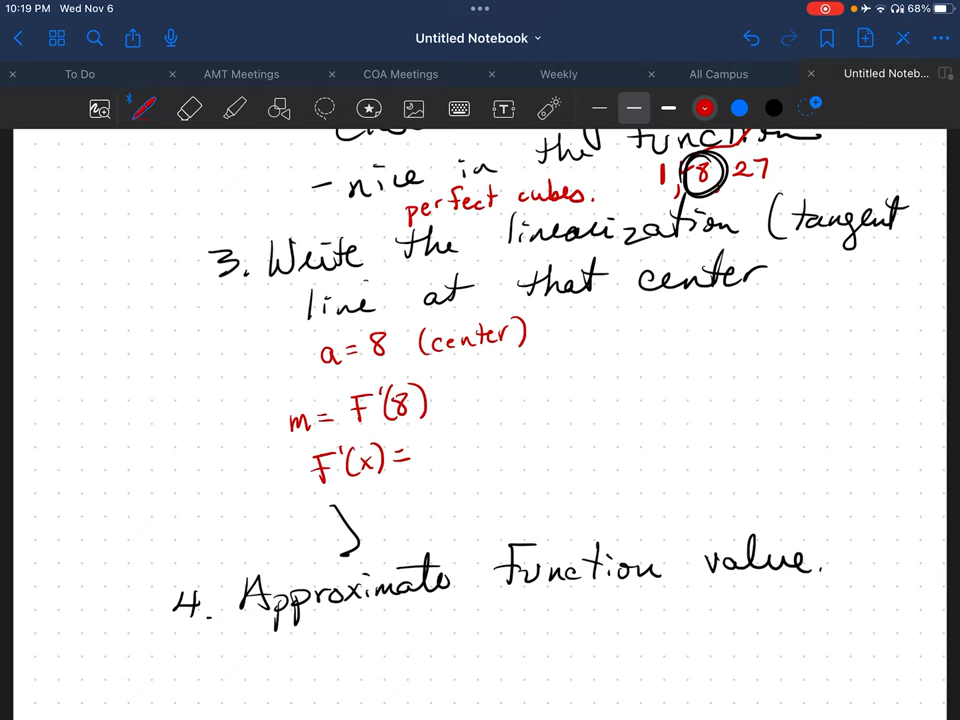 10:19 PM Wed Nov 6
68%
Untitled Notebook
To Do
AMT Meetings
COA Meetings
Weekly
All Campus
Untitled Noteb...
the function
- nice in the function
1, 8, 27
perfect cubes.
3. Write the linearization (tangent
line at that center
a = 8 (center)
m = F'(8)
F'(x) =
4. Approximate Function value.